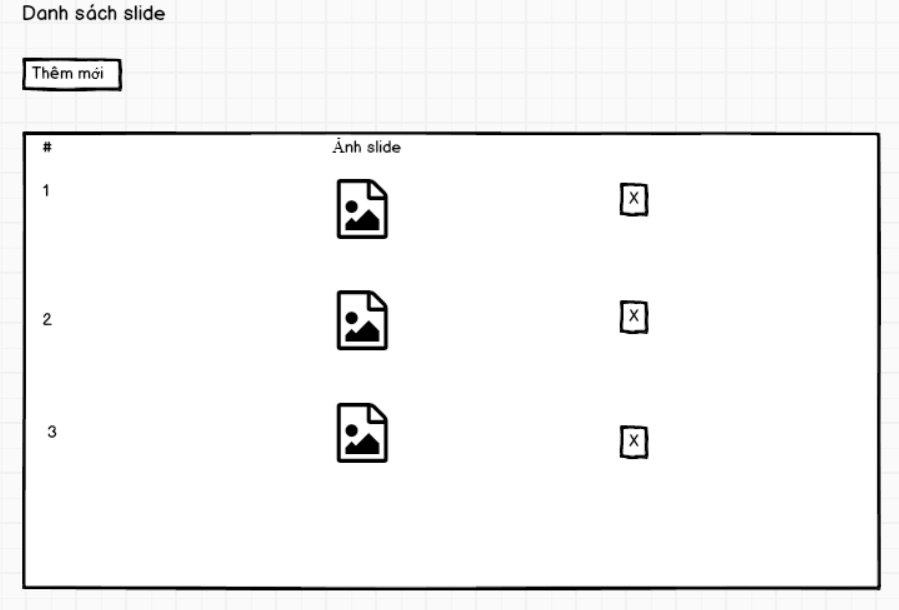 Danh sách slide
Thêm mới
# Ảnh slide
1 X
2 X
3 X